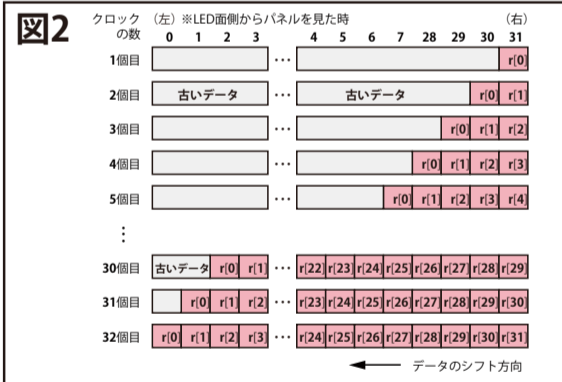 図2
クロックの数 （左）※LED面側からパネルを見た時 （右）
0 1 2 3 4 5 6 7 28 29 30 31
1個目 … r[0]
2個目 古いデータ … 古いデータ r[0] r[1]
3個目 … r[0] r[1] r[2]
4個目 … r[0] r[1] r[2] r[3]
5個目 … r[0] r[1] r[2] r[3] r[4]
⋮
30個目 古いデータ r[0] r[1] … r[22] r[23] r[24] r[25] r[26] r[27] r[28] r[29]
31個目 r[0] r[1] r[2] … r[23] r[24] r[25] r[26] r[27] r[28] r[29] r[30]
32個目 r[0] r[1] r[2] r[3] … r[24] r[25] r[26] r[27] r[28] r[29] r[30] r[31]
データのシフト方向